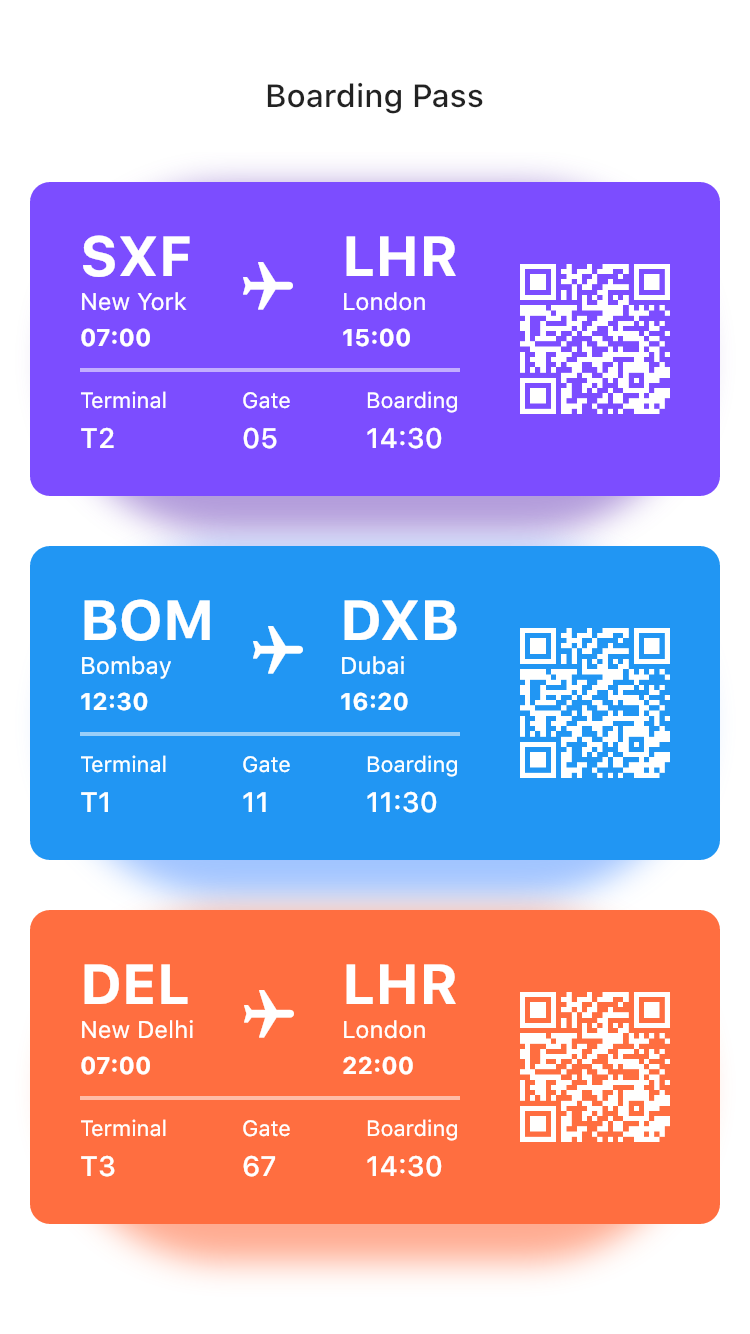 Boarding Pass
SXF LHR
New York London
07:00 15:00
Terminal Gate Boarding
T2 05 14:30
BOM DXB
Bombay Dubai
12:30 16:20
Terminal Gate Boarding
T1 11 11:30
DEL LHR
New Delhi London
07:00 22:00
Terminal Gate Boarding
T3 67 14:30